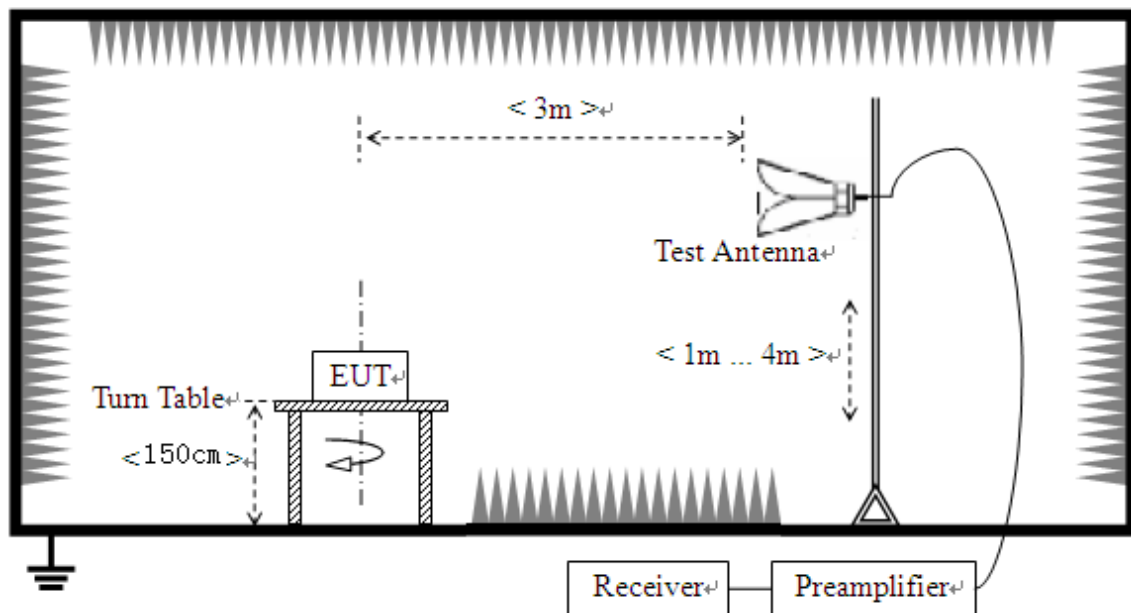 < 3m >↵
Test Antenna↵
< 1m ... 4m >↵
EUT↵
Turn Table↵
<150cm>↵
Receiver↵
Preamplifier↵